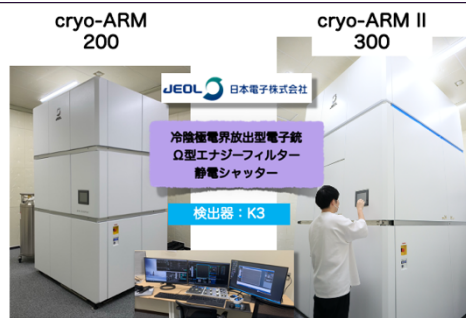 cryo-ARM
200
cryo-ARM II
300
JEOL 日本電子株式会社
冷陰極電界放出型電子銃
Ω型エナジーフィルター
静電シャッター
検出器：K3